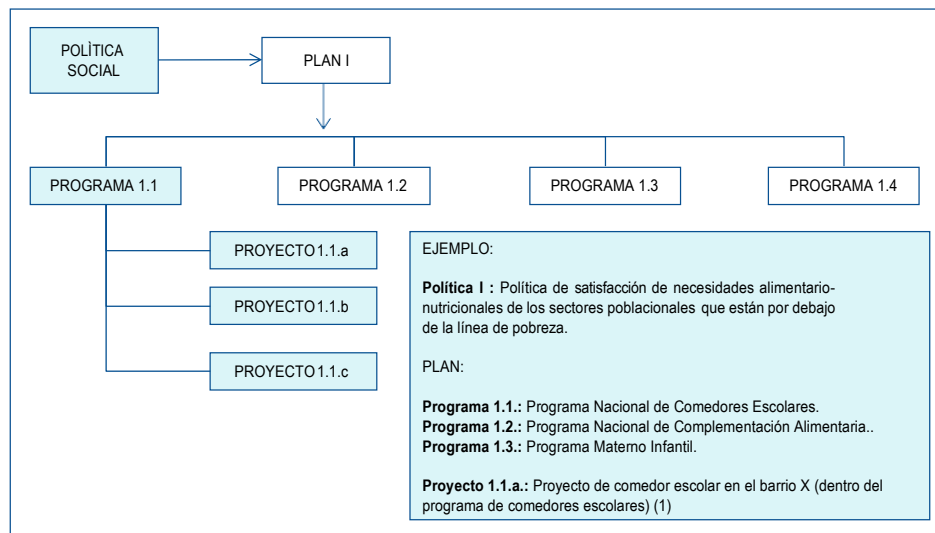 POLÌTICA
SOCIAL
PLAN I
PROGRAMA 1.1
PROGRAMA 1.2
PROGRAMA 1.3
PROGRAMA 1.4
PROYECTO 1.1.a
PROYECTO 1.1.b
PROYECTO 1.1.c
EJEMPLO:
Política I : Política de satisfacción de necesidades alimentario-
nutricionales de los sectores poblacionales que están por debajo
de la línea de pobreza.
PLAN:
Programa 1.1.: Programa Nacional de Comedores Escolares.
Programa 1.2.: Programa Nacional de Complementación Alimentaria..
Programa 1.3.: Programa Materno Infantil.
Proyecto 1.1.a.: Proyecto de comedor escolar en el barrio X (dentro del
programa de comedores escolares) (1)